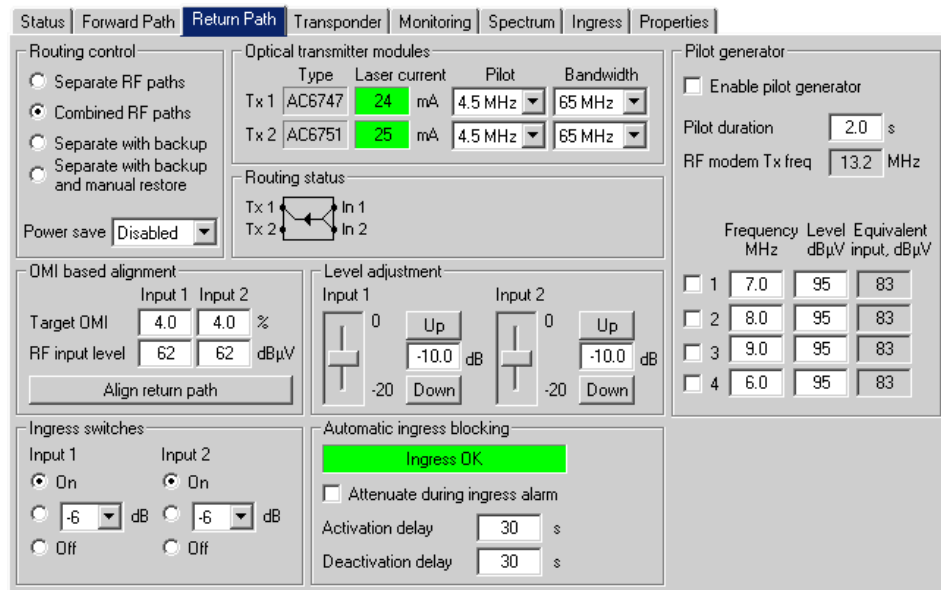 Status Forward Path Return Path Transponder Monitoring Spectrum Ingress Properties
Routing control
Separate RF paths
Combined RF paths
Separate with backup
Separate with backup
and manual restore
Power save Disabled
Optical transmitter modules
Type Laser current Pilot Bandwidth
Tx 1 AC6747 24 mA 4.5 MHz 65 MHz
Tx 2 AC6751 25 mA 4.5 MHz 65 MHz
Routing status
Tx 1 In 1
Tx 2 In 2
Pilot generator
Enable pilot generator
Pilot duration 2.0 s
RF modem Tx freq 13.2 MHz
Frequency Level Equivalent
MHz dBµV input, dBµV
1 7.0 95 83
2 8.0 95 83
3 9.0 95 83
4 6.0 95 83
OMI based alignment
Input 1 Input 2
Target OMI 4.0 4.0 %
RF input level 62 62 dBµV
Align return path
Level adjustment
Input 1 Input 2
0 Up 0 Up
-10.0 dB -10.0 dB
-20 Down -20 Down
Ingress switches
Input 1 Input 2
On On
-6 dB -6 dB
Off Off
Automatic ingress blocking
Ingress OK
Attenuate during ingress alarm
Activation delay 30 s
Deactivation delay 30 s